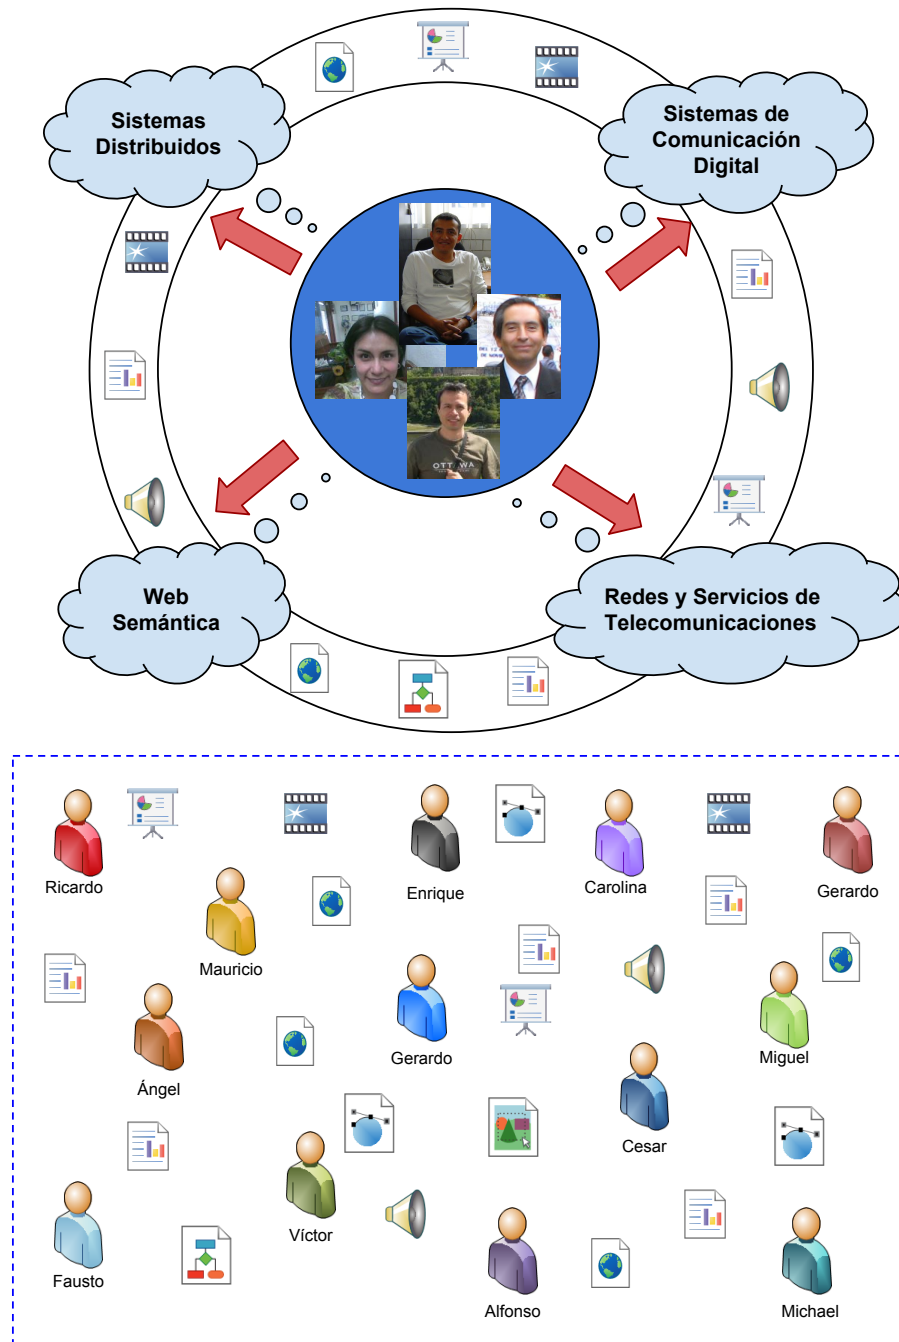 Sistemas
Distribuidos
Sistemas de
Comunicación
Digital
OTTAWA
Web
Semántica
Redes y Servicios de
Telecomunicaciones
Ricardo
Enrique
Carolina
Gerardo
Mauricio
Gerardo
Miguel
Ángel
Cesar
Víctor
Fausto
Alfonso
Michael